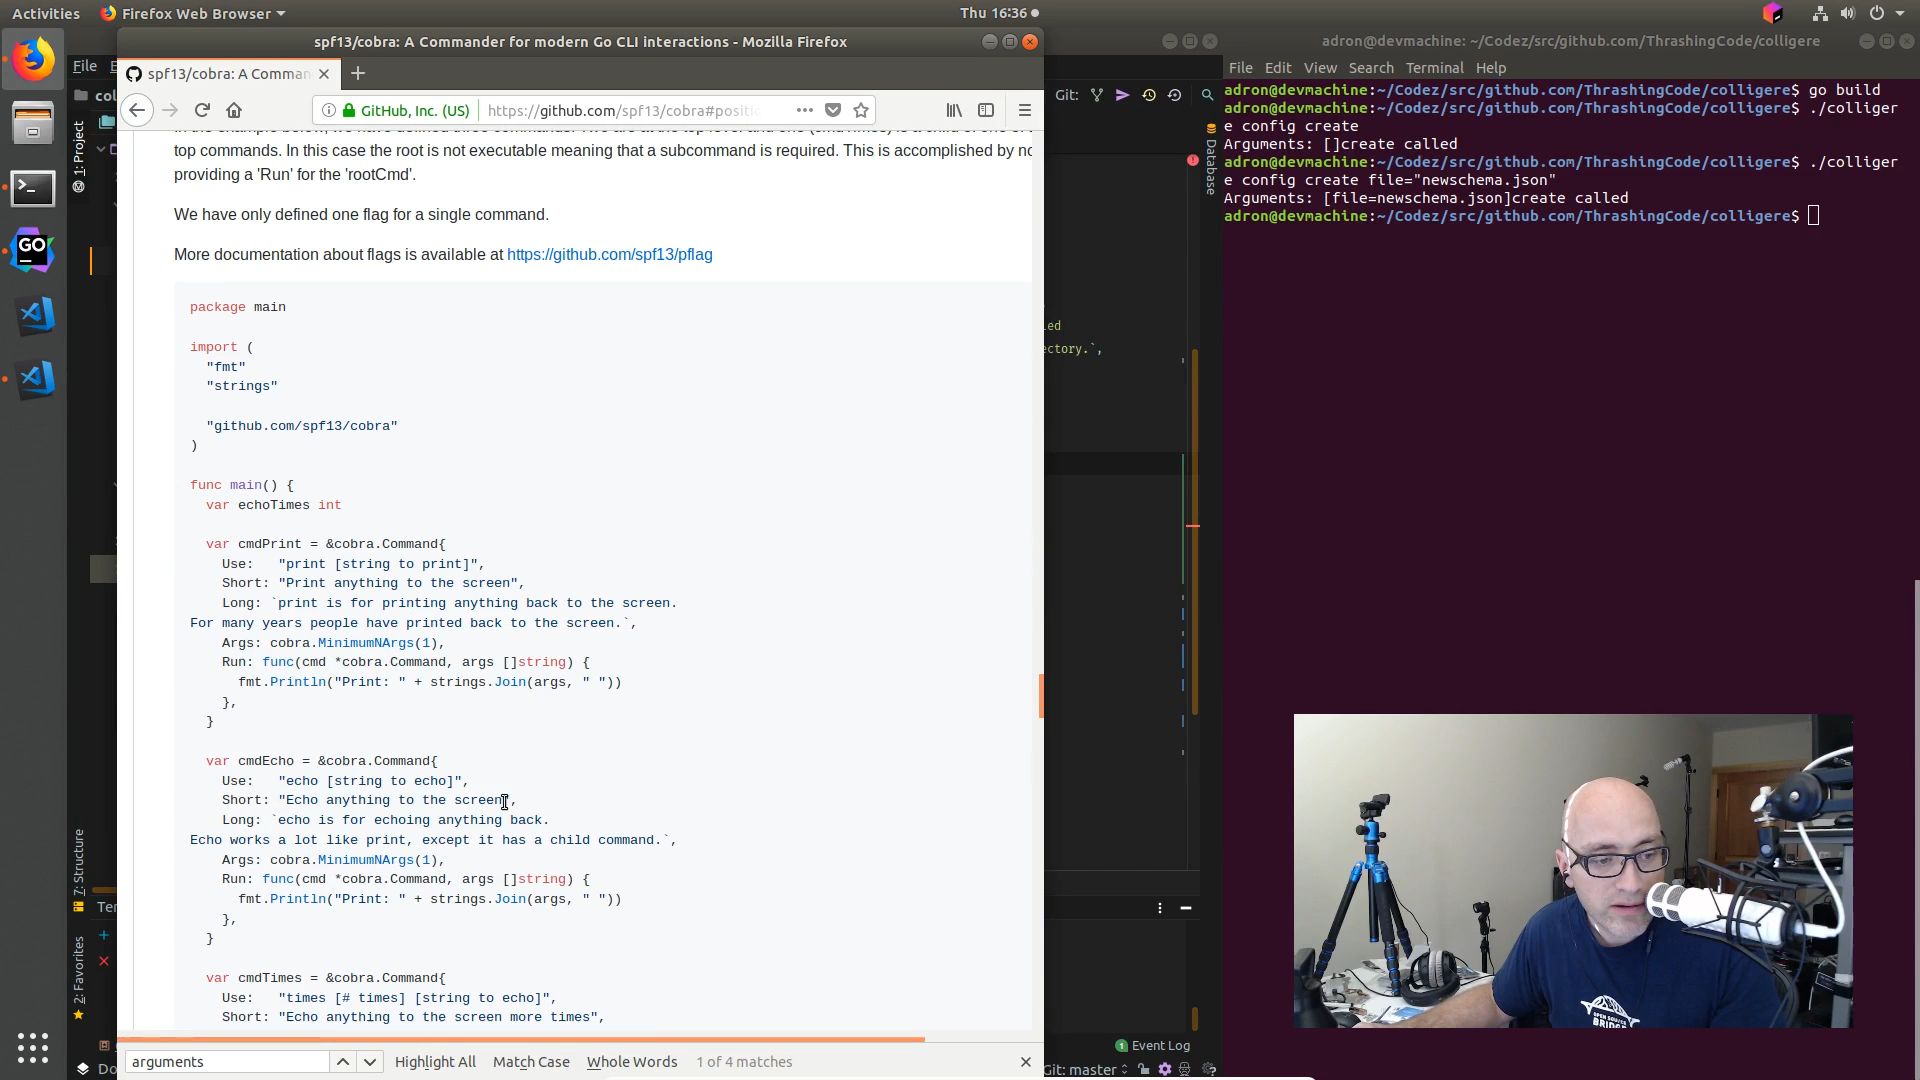 Activities
Firefox Web Browser
Thu 16:36
spf13/cobra: A Commander for modern Go CLI interactions - Mozilla Firefox
File
spf13/cobra: A Comman
GitHub, Inc. (US)
https://github.com/spf13/cobra#positi
top commands. In this case the root is not executable meaning that a subcommand is required. This is accomplished by no
providing a 'Run' for the 'rootCmd'.
We have only defined one flag for a single command.
More documentation about flags is available at https://github.com/spf13/pflag
package main
import (
"fmt"
"strings"
"github.com/spf13/cobra"
)
func main() {
var echoTimes int
var cmdPrint = &cobra.Command{
Use:   "print [string to print]",
Short: "Print anything to the screen",
Long: `print is for printing anything back to the screen.
For many years people have printed back to the screen.`,
Args: cobra.MinimumNArgs(1),
Run: func(cmd *cobra.Command, args []string) {
fmt.Println("Print: " + strings.Join(args, " "))
},
}
var cmdEcho = &cobra.Command{
Use:   "echo [string to echo]",
Short: "Echo anything to the screen",
Long: `echo is for echoing anything back.
Echo works a lot like print, except it has a child command.`,
Args: cobra.MinimumNArgs(1),
Run: func(cmd *cobra.Command, args []string) {
fmt.Println("Print: " + strings.Join(args, " "))
},
}
var cmdTimes = &cobra.Command{
Use:   "times [# times] [string to echo]",
Short: "Echo anything to the screen more times",
arguments
Highlight All
Match Case
Whole Words
1 of 4 matches
GO
col
1: Project
7: Structure
2: Favorites
Ter
Git:
Database
ectory.`,
Event Log
Git: master
adron@devmachine: ~/Codez/src/github.com/ThrashingCode/colligere
File Edit View Search Terminal Help
adron@devmachine:~/Codez/src/github.com/ThrashingCode/colligere$ go build
adron@devmachine:~/Codez/src/github.com/ThrashingCode/colligere$ ./colliger
e config create
Arguments: []create called
adron@devmachine:~/Codez/src/github.com/ThrashingCode/colligere$ ./colliger
e config create file="newschema.json"
Arguments: [file=newschema.json]create called
adron@devmachine:~/Codez/src/github.com/ThrashingCode/colligere$
OPEN SOURCE
BRIDGE